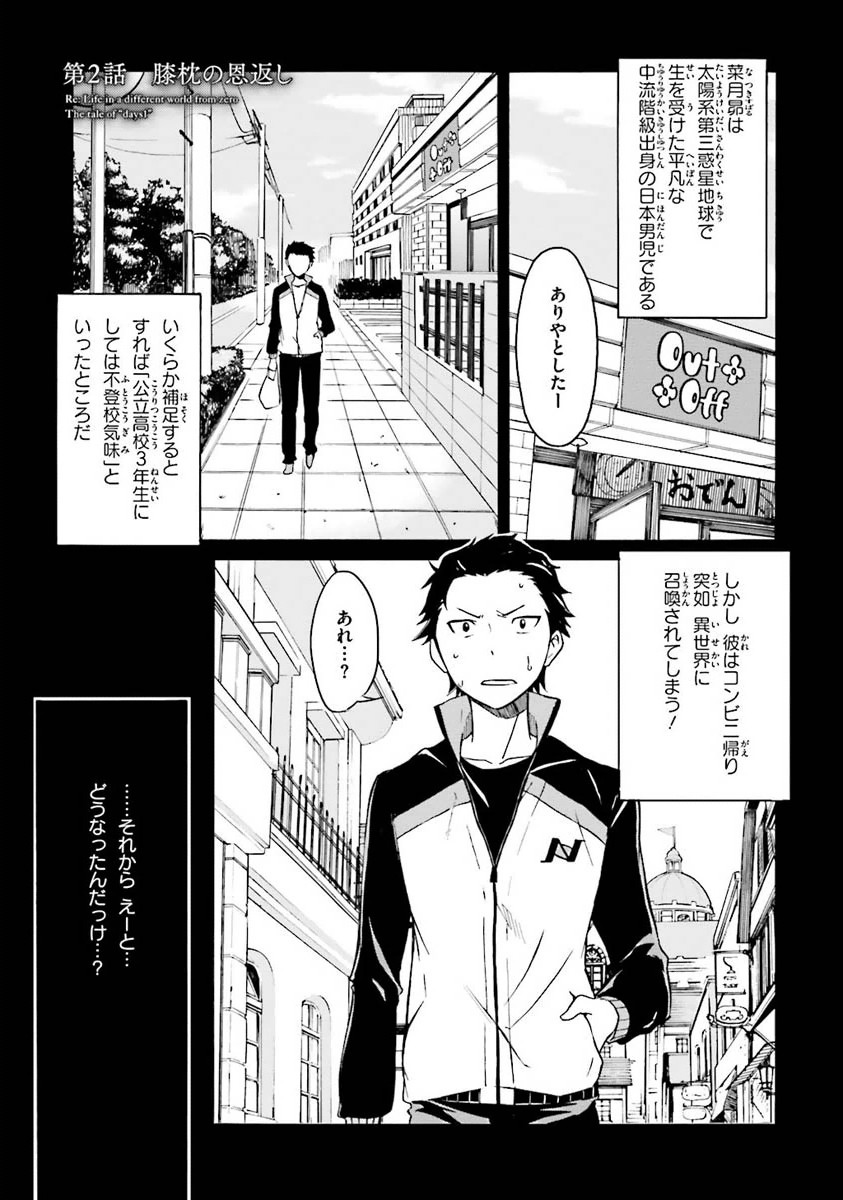 第2話 膝枕の恩返し
Re: Life in a different world from zero
The tale of "days1"
菜月昴は
太陽系第三惑星地球で
生を受けた平凡な
中流階級出身の日本男児である
ありやとしたー
Out
Off
Out
Off
おでん
いくらか補足すると
すれば「公立高校3年生に
しては不登校気味」と
いったところだ
しかし 彼はコンビニ帰り
突如 異世界に
召喚されてしまう!
あれ…?
……それから えーと…
どうなったんだっけ…?